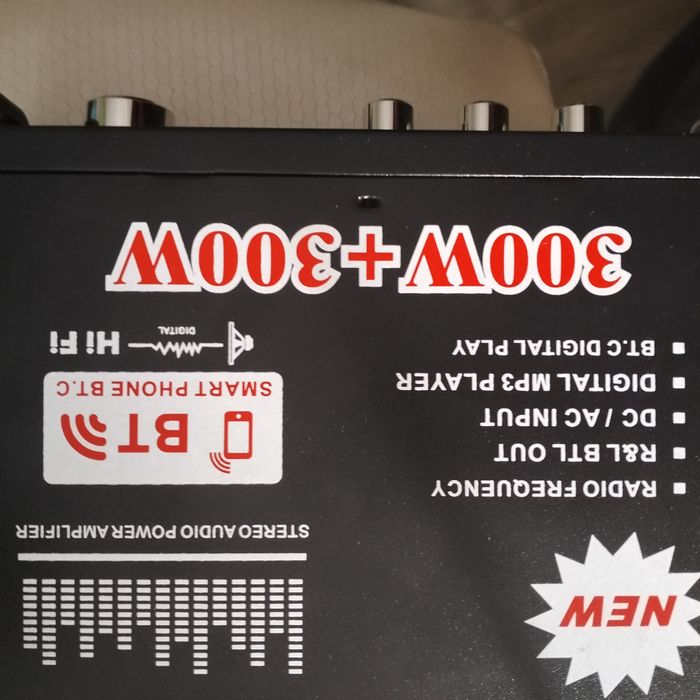 NEW
STEREO AUDIO POWER AMPLIFIER
RADIO FREQUENCY
R&L BTL OUT
DC / AC INPUT
DIGITAL MP3 PLAYER
BT.C DIGITAL PLAY
BT
SMART PHONE BT.C
DIGITAL
Hi Fi
300W+300W